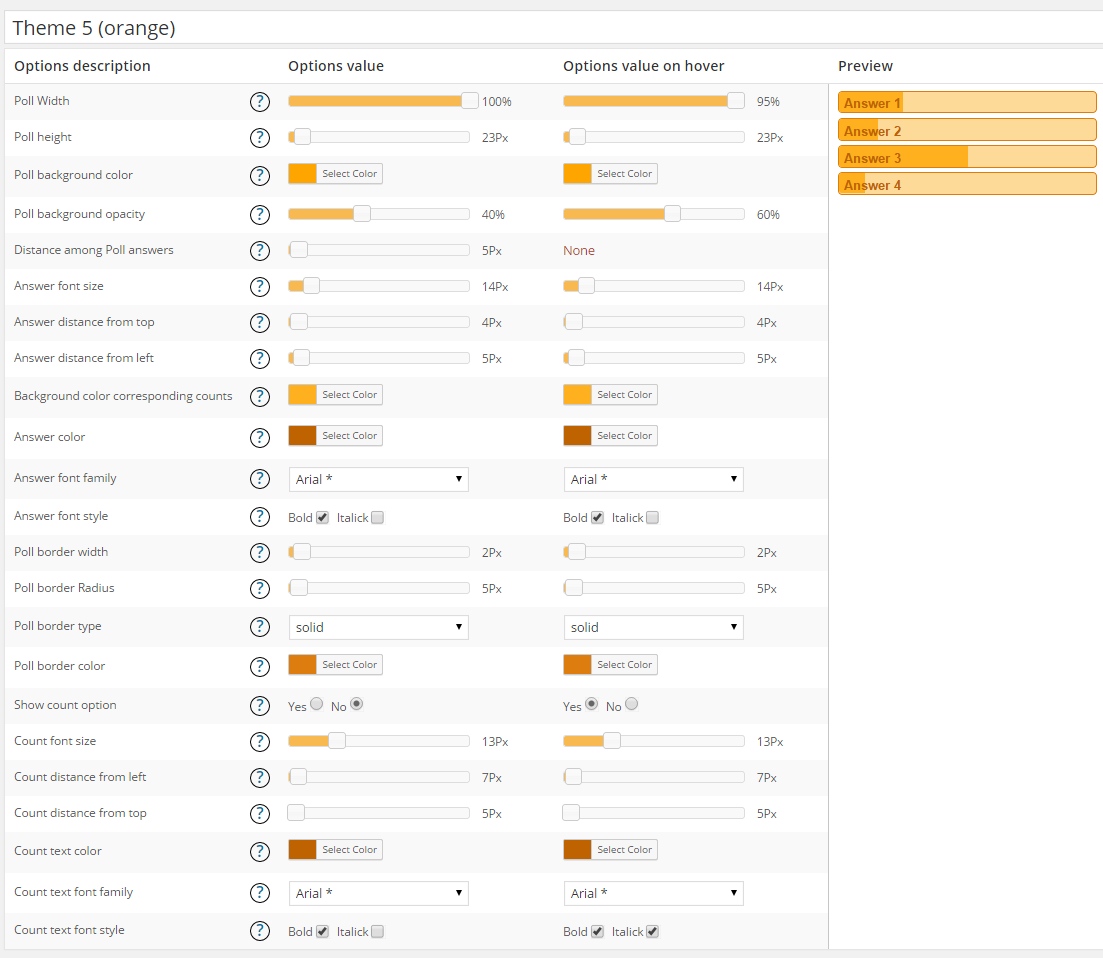 Theme 5 (orange)
Options description Options value Options value on hover Preview
Poll Width ? 100% 95% Answer 1
Poll height ? 23Px 23Px Answer 2
Answer 3
Poll background color ? Select Color Select Color Answer 4
Poll background opacity ? 40% 60%
Distance among Poll answers ? 5Px None
Answer font size ? 14Px 14Px
Answer distance from top ? 4Px 4Px
Answer distance from left ? 5Px 5Px
Background color corresponding counts ? Select Color Select Color
Answer color ? Select Color Select Color
Answer font family ? Arial * Arial *
Answer font style ? Bold Italick Bold Italick
Poll border width ? 2Px 2Px
Poll border Radius ? 5Px 5Px
Poll border type ? solid solid
Poll border color ? Select Color Select Color
Show count option ? Yes No Yes No
Count font size ? 13Px 13Px
Count distance from left ? 7Px 7Px
Count distance from top ? 5Px 5Px
Count text color ? Select Color Select Color
Count text font family ? Arial * Arial *
Count text font style ? Bold Italick Bold Italick